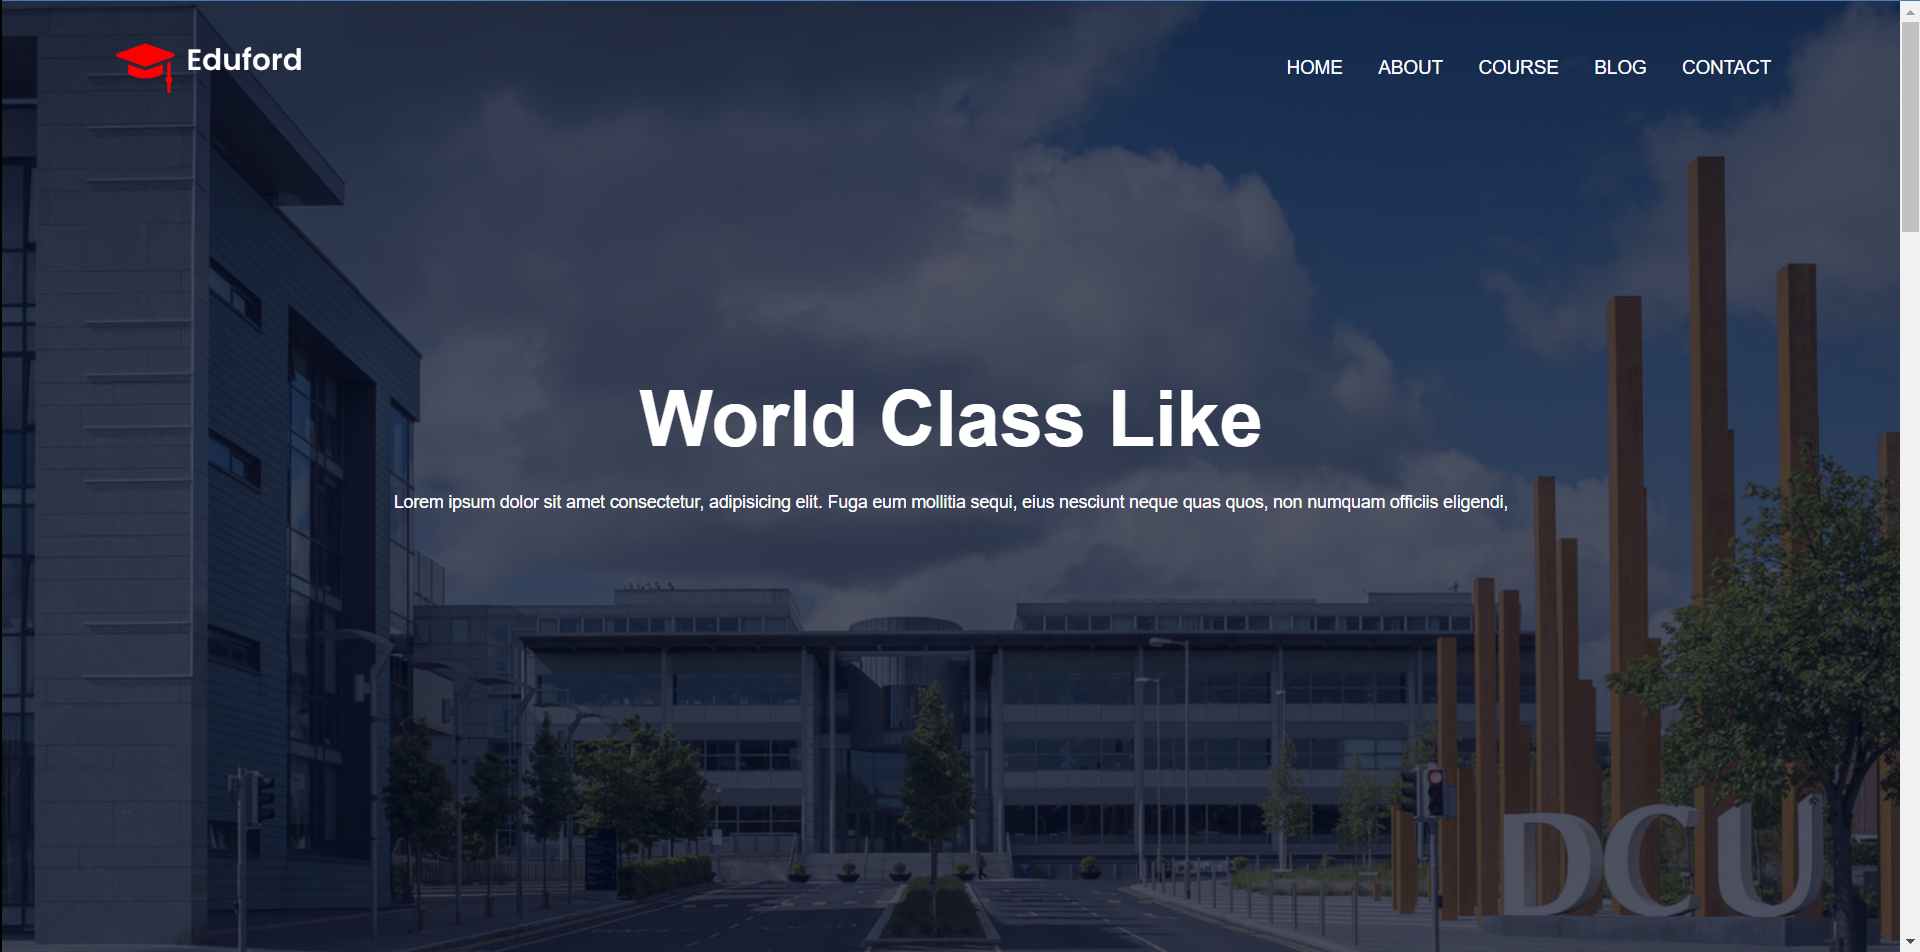 Eduford
HOME ABOUT COURSE BLOG CONTACT
World Class Like
Lorem ipsum dolor sit amet consectetur, adipisicing elit. Fuga eum mollitia sequi, eius nesciunt neque quas quos, non numquam officiis eligendi,
DCU